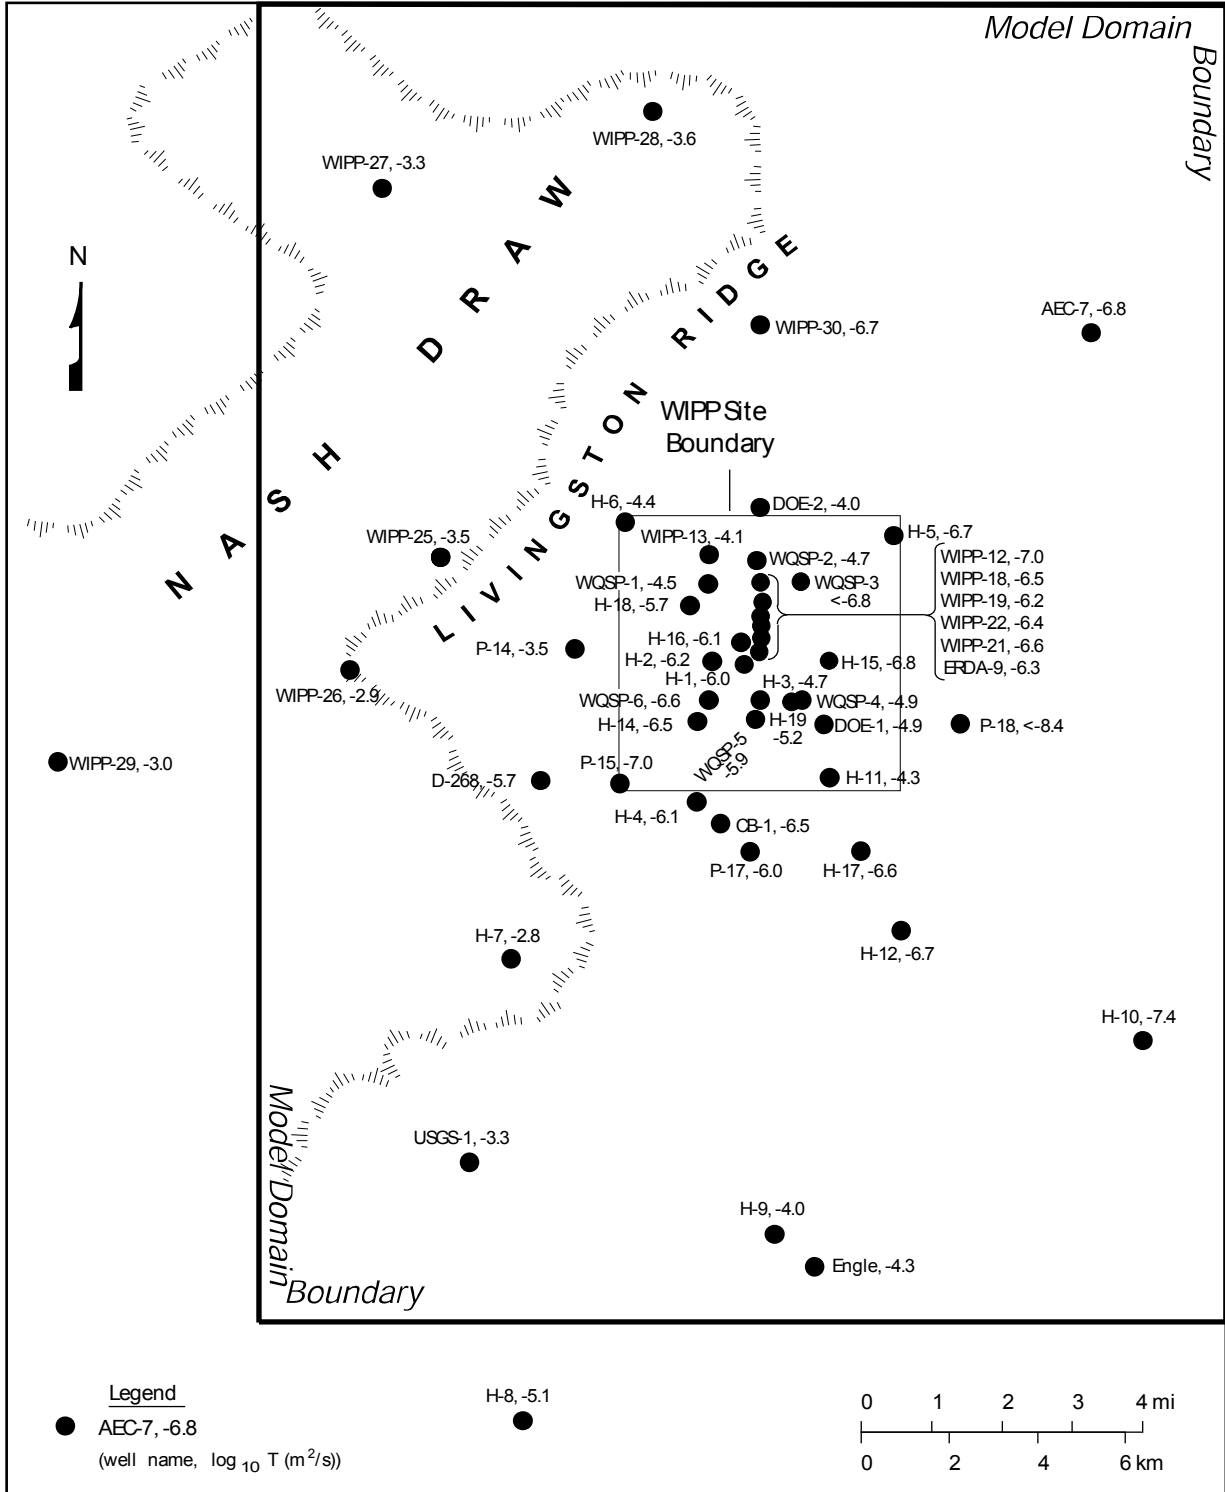 Model Domain
Boundary
WIPP-28, -3.6
WIPP-27, -3.3
N
NASH DRAW
LIVINGSTON RIDGE
AEC-7, -6.8
WIPP-30, -6.7
WIPP Site
Boundary
H-6, -4.4
DOE-2, -4.0
H-5, -6.7
WIPP-25, -3.5
WIPP-13, -4.1
WQSP-2, -4.7
WIPP-12, -7.0
WIPP-18, -6.5
WIPP-19, -6.2
WIPP-22, -6.4
WIPP-21, -6.6
ERDA-9, -6.3
WQSP-1, -4.5
WQSP-3
<-6.8
H-18, -5.7
P-14, -3.5
H-16, -6.1
H-2, -6.2
H-15, -6.8
H-1, -6.0
H-3, -4.7
WIPP-26, -2.9
WQSP-6, -6.6
WQSP-4, -4.9
H-14, -6.5
H-19
-5.2
DOE-1, -4.9
P-18, <-8.4
WQSP-5
-5.9
WIPP-29, -3.0
D-268, -5.7
P-15, -7.0
H-11, -4.3
H-4, -6.1
CB-1, -6.5
P-17, -6.0
H-17, -6.6
H-7, -2.8
H-12, -6.7
H-10, -7.4
USGS-1, -3.3
H-9, -4.0
Engle, -4.3
Model Domain
Boundary
H-8, -5.1
Legend
AEC-7, -6.8
(well name, log10 T (m²/s))
0 1 2 3 4 mi
0 2 4 6 km